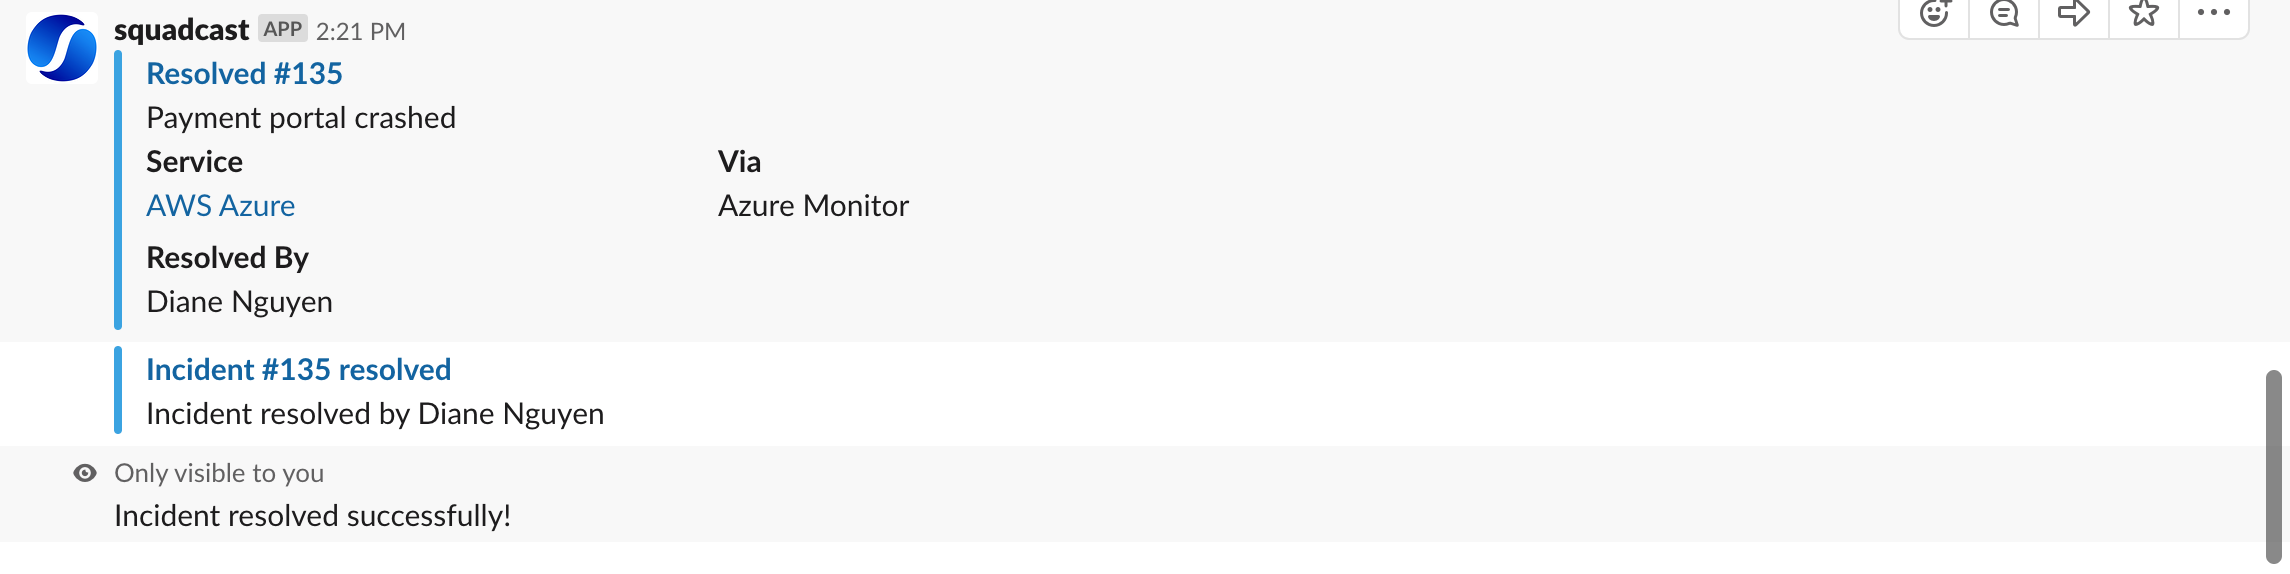 squadcast APP 2:21 PM
Resolved #135
Payment portal crashed
Service Via
AWS Azure Azure Monitor
Resolved By
Diane Nguyen
Incident #135 resolved
Incident resolved by Diane Nguyen
Only visible to you
Incident resolved successfully!